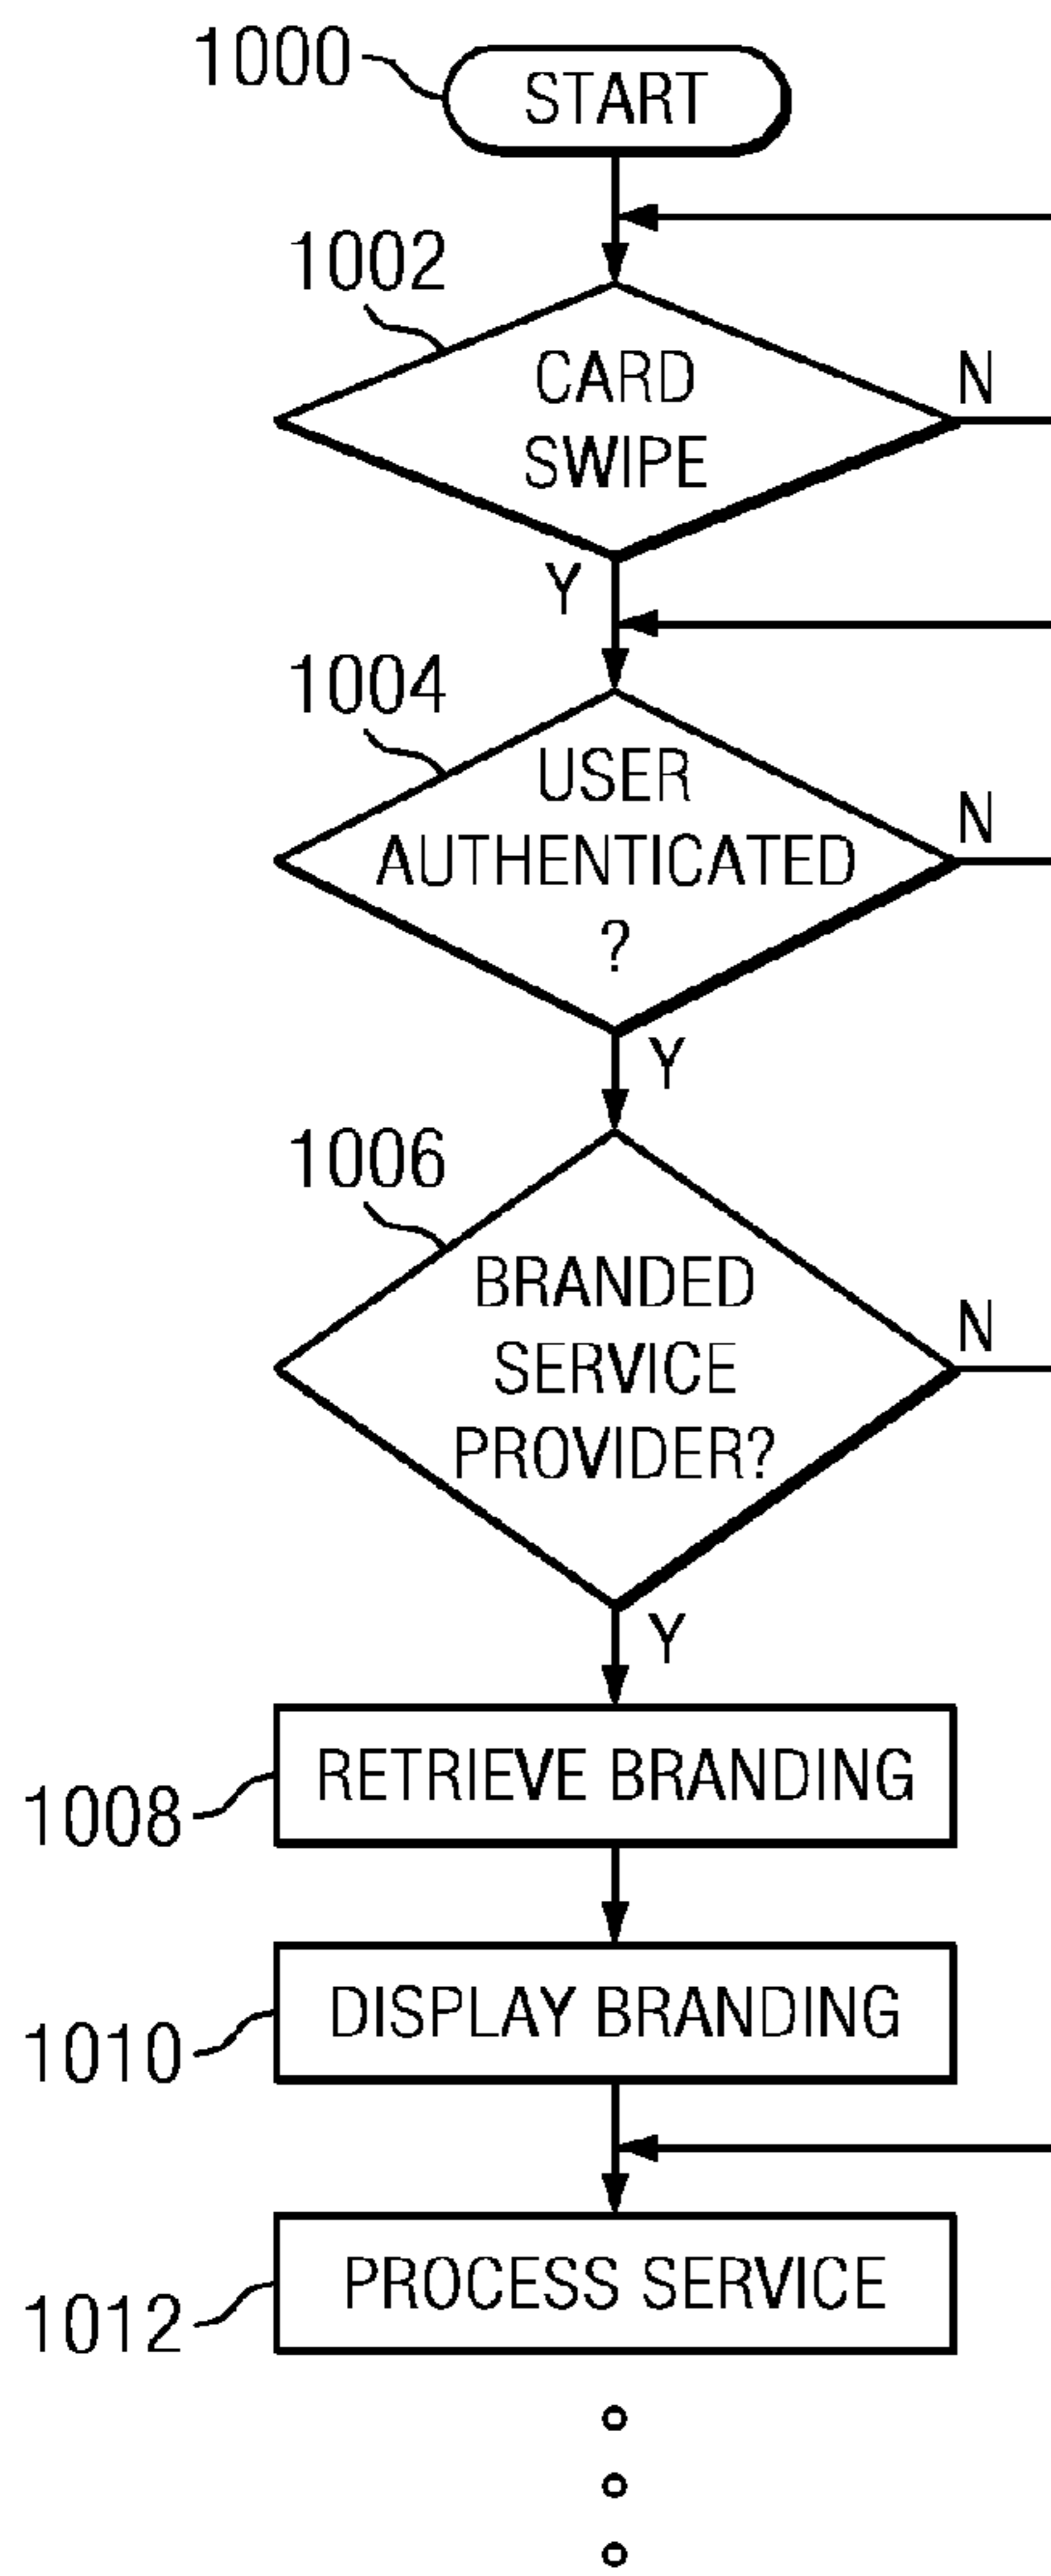 1000
START
1002
CARD
SWIPE
N
Y
1004
USER
AUTHENTICATED
?
N
Y
1006
BRANDED
SERVICE
PROVIDER?
N
Y
1008
RETRIEVE BRANDING
1010
DISPLAY BRANDING
1012
PROCESS SERVICE